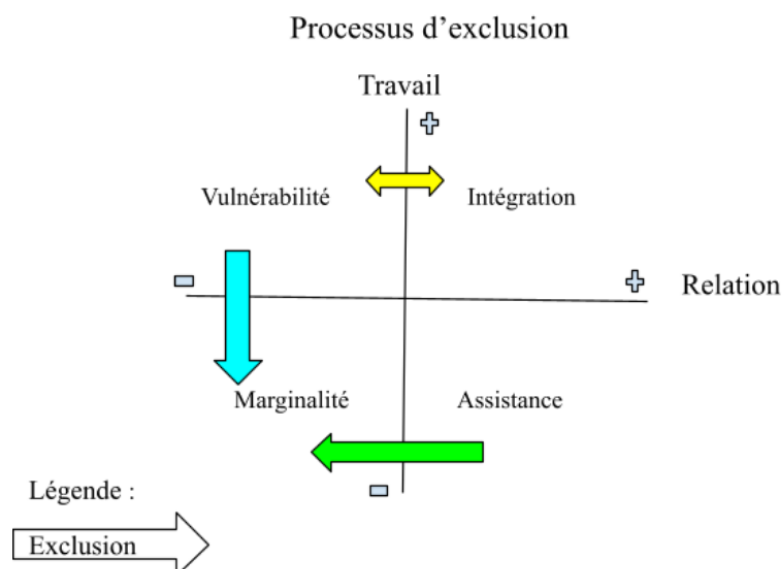 Processus d’exclusion
Travail
Vulnérabilité
Intégration
Relation
Marginalité
Assistance
Légende :
Exclusion